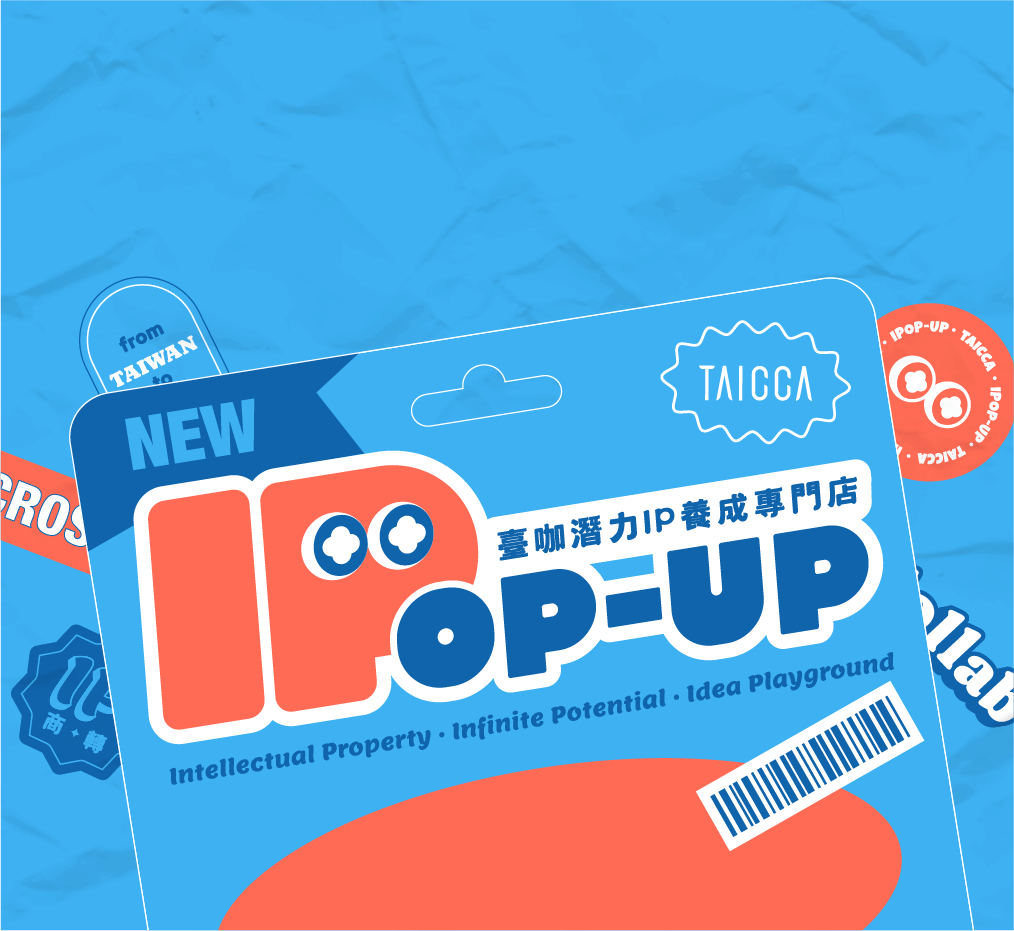 from
TAIWAN
to
NEW
TAICCA
IPOP-UP · TAICCA · IPOP-UP · TAICCA ·
CROS
臺咖潛力IP養成專門店
IPOP-UP
Intellectual Property · Infinite Potential · Idea Playground
IP
商·轉
ollab